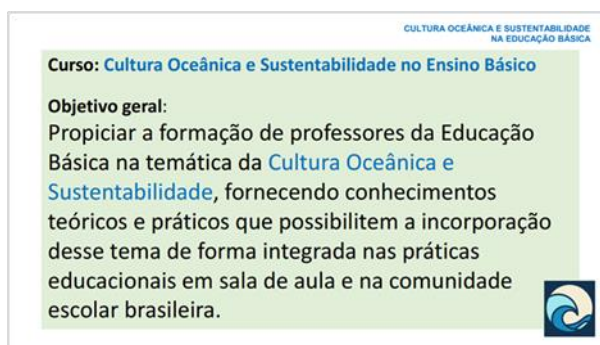 CULTURA OCEÂNICA E SUSTENTABILIDADE
NA EDUCAÇÃO BÁSICA
Curso: Cultura Oceânica e Sustentabilidade no Ensino Básico
Objetivo geral:
Propiciar a formação de professores da Educação
Básica na temática da Cultura Oceânica e
Sustentabilidade, fornecendo conhecimentos
teóricos e práticos que possibilitem a incorporação
desse tema de forma integrada nas práticas
educacionais em sala de aula e na comunidade
escolar brasileira.